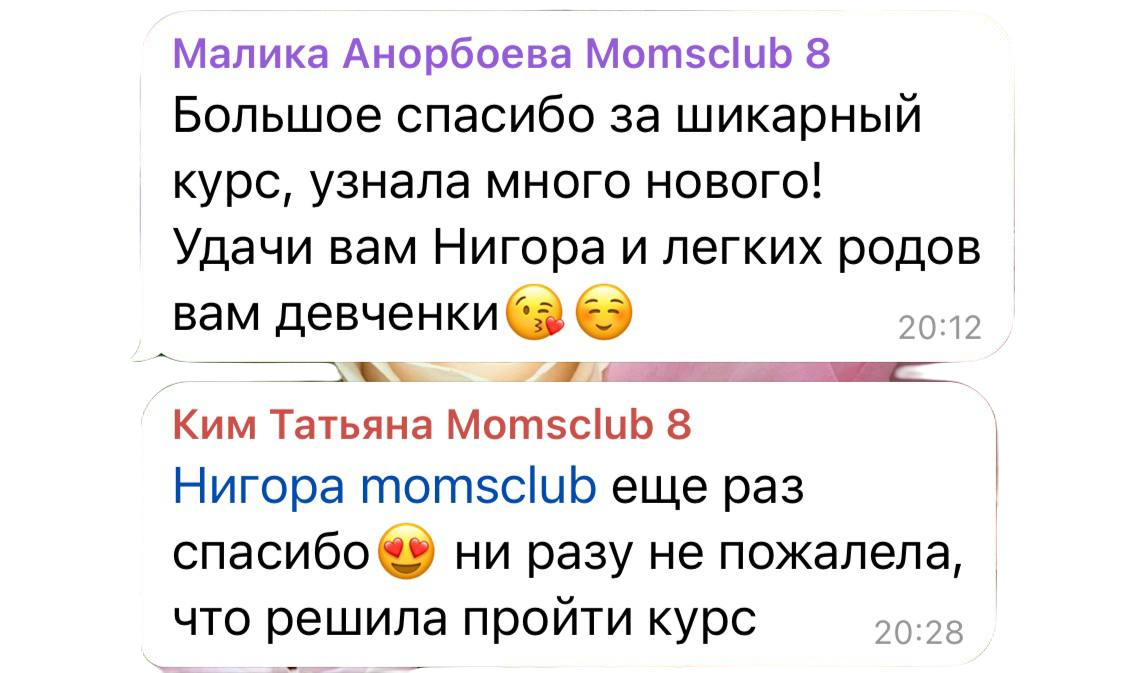 Малика Анорбоева Momsclub 8
Большое спасибо за шикарный
курс, узнала много нового!
Удачи вам Нигора и легких родов
вам девченки😘☺️
20:12
Ким Татьяна Momsclub 8
Нигора momsclub еще раз
спасибо😍 ни разу не пожалела,
что решила пройти курс
20:28